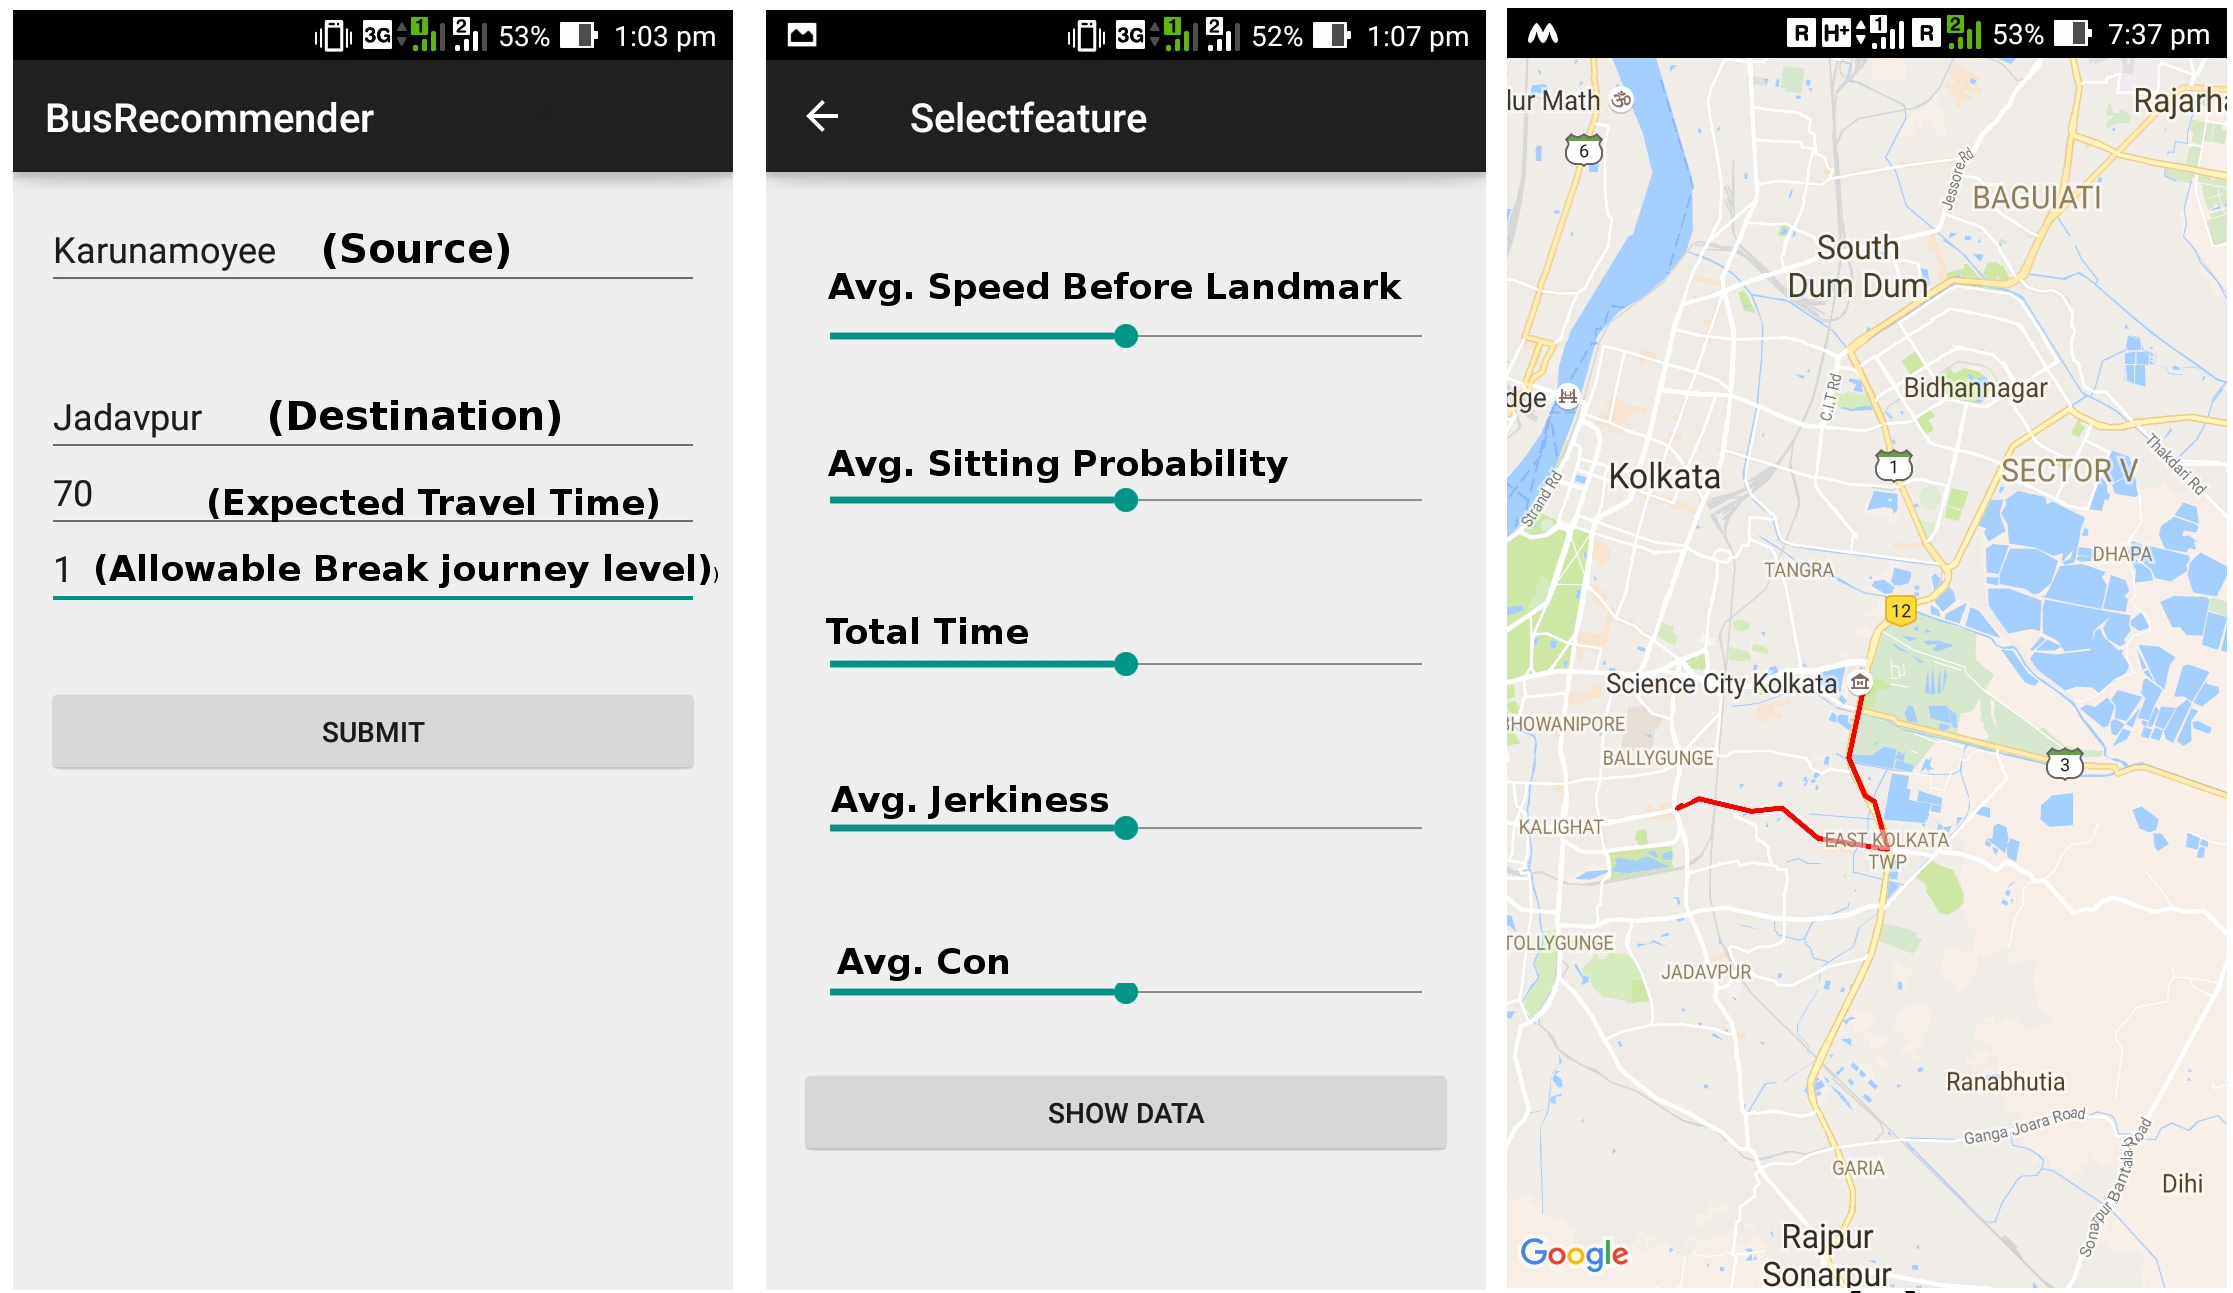 3G 1 2 53% 1:03 pm
BusRecommender
Karunamoyee (Source)
Jadavpur (Destination)
70 (Expected Travel Time)
1 (Allowable Break journey level))
SUBMIT
3G 1 2 52% 1:07 pm
Selectfeature
Avg. Speed Before Landmark
Avg. Sitting Probability
Total Time
Avg. Jerkiness
Avg. Con
SHOW DATA
R H+ 1 R 2 53% 7:37 pm
lur Math
Rajarha
6
Jessore Rd
BAGUIATI
South
Dum Dum
dge
C.I.T Rd
Bidhannagar
1
Kolkata
SECTOR V
Thakdari Rd
Strand Rd
DHAPA
TANGRA
12
Science City Kolkata
BHOWANIPORE
BALLYGUNGE
3
KALIGHAT
EAST KOLKATA
TWP
TOLLYGUNGE
JADAVPUR
Ranabhutia
Ganga Joara Road
Sonarpur Bantala Road
GARIA
Dihi
Rajpur
Sonarpur
Google